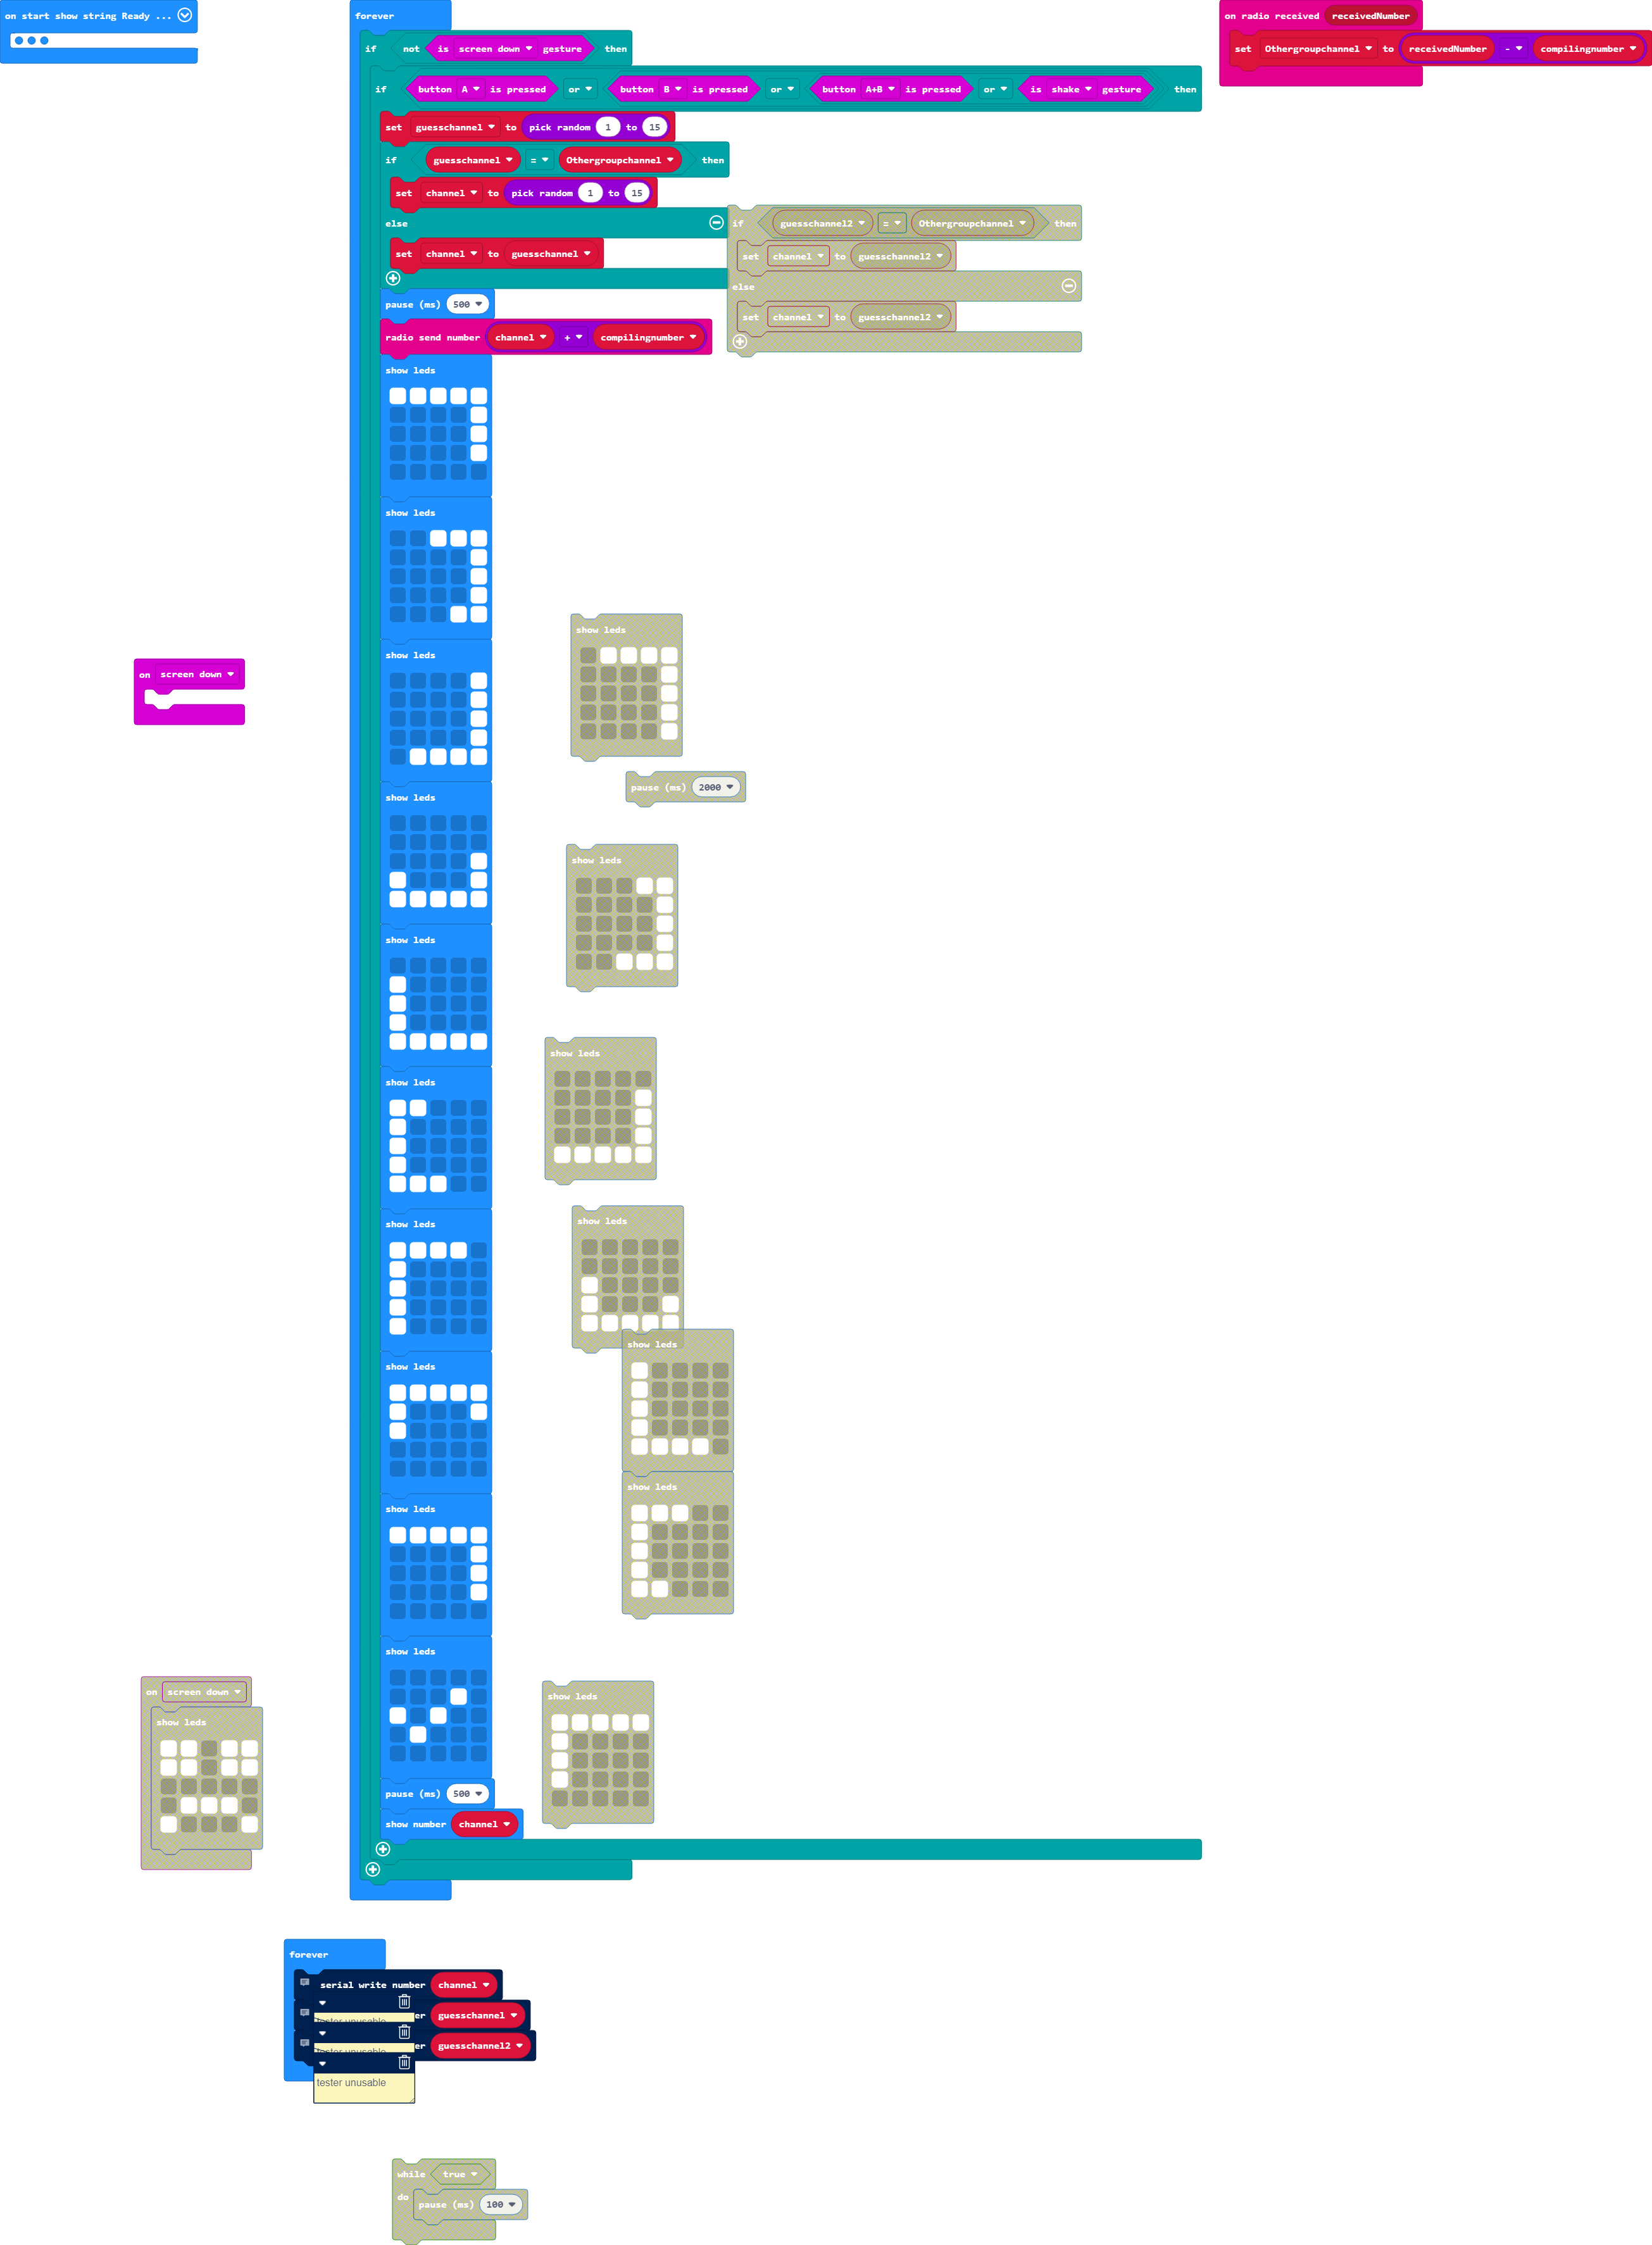 on start show string Ready ...
forever
if not is screen down gesture then
if button A is pressed or button B is pressed or button A+B is pressed or is shake gesture then
set guesschannel to pick random 1 to 15
if guesschannel = Othergroupchannel then
set channel to pick random 1 to 15
else
set channel to guesschannel
pause (ms) 500
radio send number channel + compilingnumber
show leds
show leds
show leds
show leds
show leds
show leds
show leds
show leds
show leds
show leds
pause (ms) 500
show number channel
on radio received receivedNumber
set Othergroupchannel to receivedNumber - compilingnumber
if guesschannel2 = Othergroupchannel then
set channel to guesschannel2
else
set channel to guesschannel2
on screen down
show leds
pause (ms) 2000
show leds
show leds
show leds
show leds
show leds
show leds
on screen down
show leds
forever
serial write number channel
er guesschannel
er guesschannel2
tester unusable
while true
do pause (ms) 100